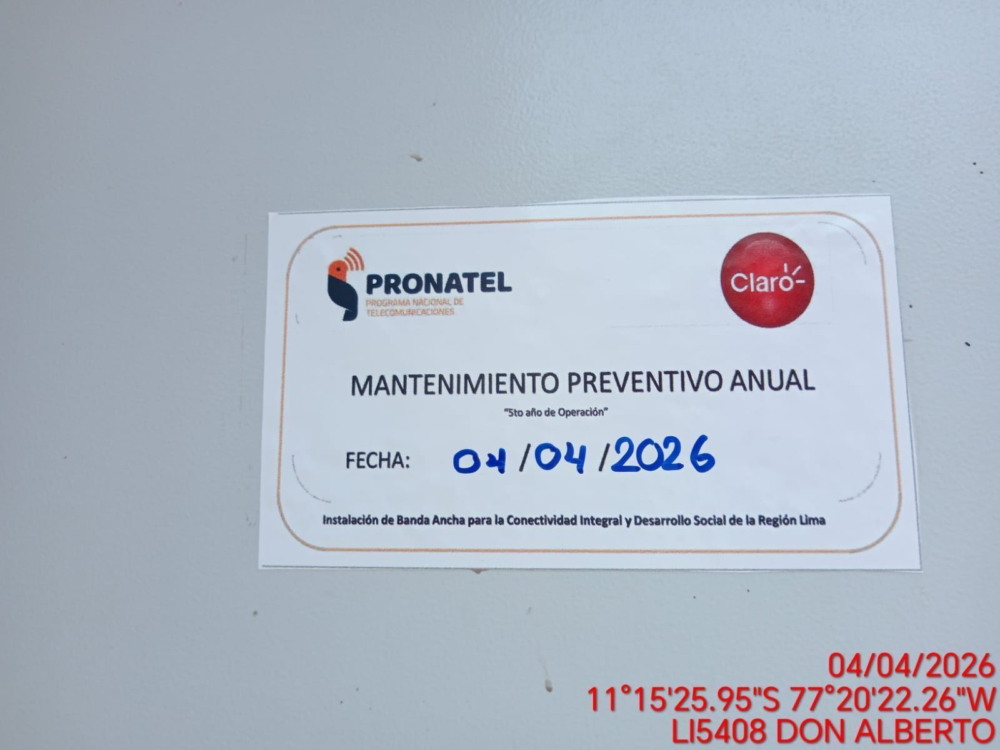 PRONATEL
PROGRAMA NACIONAL DE
TELECOMUNICACIONES
Claro
MANTENIMIENTO PREVENTIVO ANUAL
"5to año de Operación"
FECHA: 04/04/2026
Instalación de Banda Ancha para la Conectividad Integral y Desarrollo Social de la Región Lima
04/04/2026
11°15'25.95"S 77°20'22.26"W
LI5408 DON ALBERTO